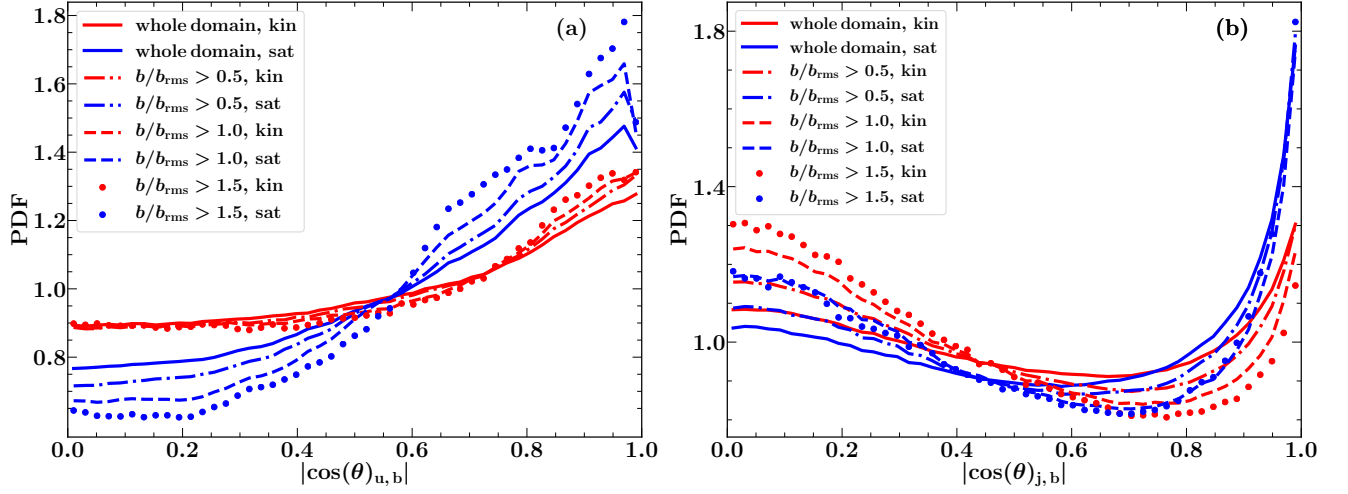 (a)
whole domain, kin
whole domain, sat
b/b_rms > 0.5, kin
b/b_rms > 0.5, sat
b/b_rms > 1.0, kin
b/b_rms > 1.0, sat
b/b_rms > 1.5, kin
b/b_rms > 1.5, sat
PDF
1.8
1.6
1.4
1.2
1.0
0.8
0.0 0.2 0.4 0.6 0.8 1.0
|cos(θ)_u,b|
(b)
whole domain, kin
whole domain, sat
b/b_rms > 0.5, kin
b/b_rms > 0.5, sat
b/b_rms > 1.0, kin
b/b_rms > 1.0, sat
b/b_rms > 1.5, kin
b/b_rms > 1.5, sat
PDF
1.8
1.4
1.0
0.0 0.2 0.4 0.6 0.8 1.0
|cos(θ)_j,b|